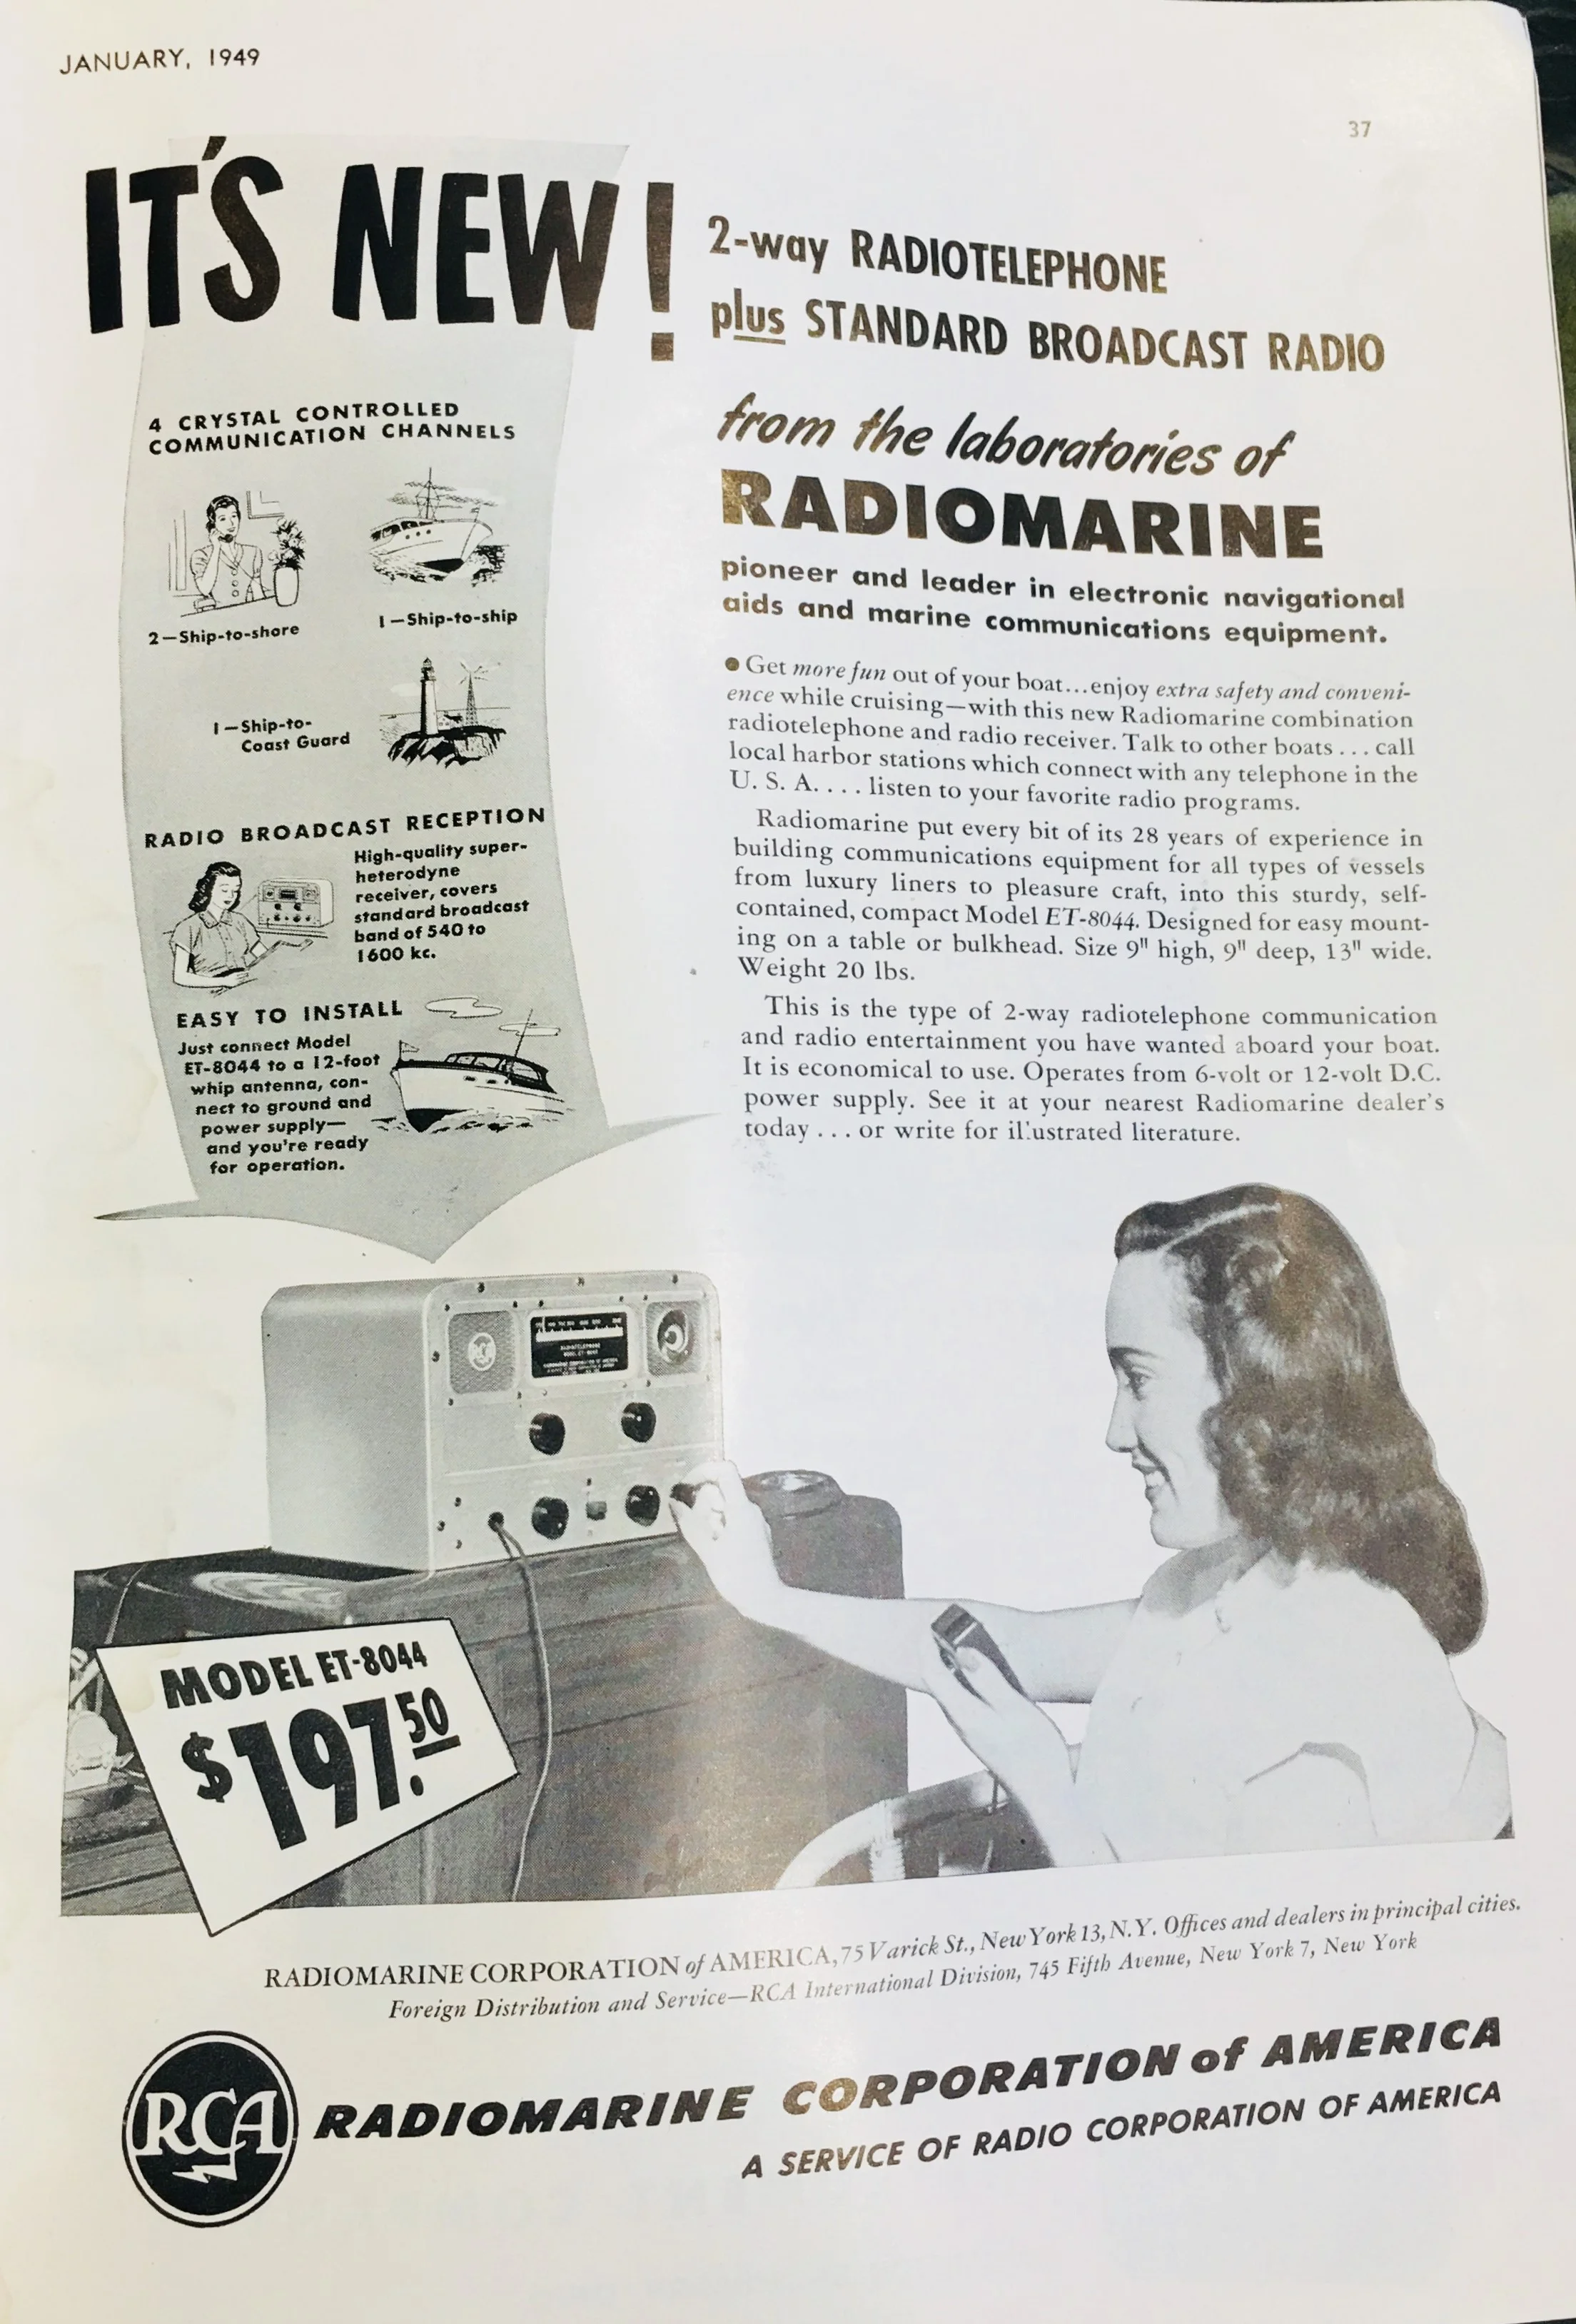 JANUARY, 1949
37
IT'S NEW!
2-way RADIOTELEPHONE
plus STANDARD BROADCAST RADIO
from the laboratories of
RADIOMARINE
pioneer and leader in electronic navigational
aids and marine communications equipment.
4 CRYSTAL CONTROLLED
COMMUNICATION CHANNELS
2—Ship-to-shore
1—Ship-to-ship
1—Ship-to-
Coast Guard
RADIO BROADCAST RECEPTION
High-quality super-
heterodyne
receiver, covers
standard broadcast
band of 540 to
1600 kc.
EASY TO INSTALL
Just connect Model
ET-8044 to a 12-foot
whip antenna, con-
nect to ground and
power supply—
and you're ready
for operation.
● Get more fun out of your boat...enjoy extra safety and conveni-
ence while cruising—with this new Radiomarine combination
radiotelephone and radio receiver. Talk to other boats ... call
local harbor stations which connect with any telephone in the
U. S. A. ... listen to your favorite radio programs.
Radiomarine put every bit of its 28 years of experience in
building communications equipment for all types of vessels
from luxury liners to pleasure craft, into this sturdy, self-
contained, compact Model ET-8044. Designed for easy mount-
ing on a table or bulkhead. Size 9" high, 9" deep, 13" wide.
Weight 20 lbs.
This is the type of 2-way radiotelephone communication
and radio entertainment you have wanted aboard your boat.
It is economical to use. Operates from 6-volt or 12-volt D.C.
power supply. See it at your nearest Radiomarine dealer's
today ... or write for illustrated literature.
RCA
RADIOTELEPHONE
MODEL ET-8044
MODEL ET-8044
$197.50
RADIOMARINE CORPORATION of AMERICA, 75 Varick St., New York 13, N.Y. Offices and dealers in principal cities.
Foreign Distribution and Service—RCA International Division, 745 Fifth Avenue, New York 7, New York
RCA
RADIOMARINE CORPORATION of AMERICA
A SERVICE OF RADIO CORPORATION OF AMERICA